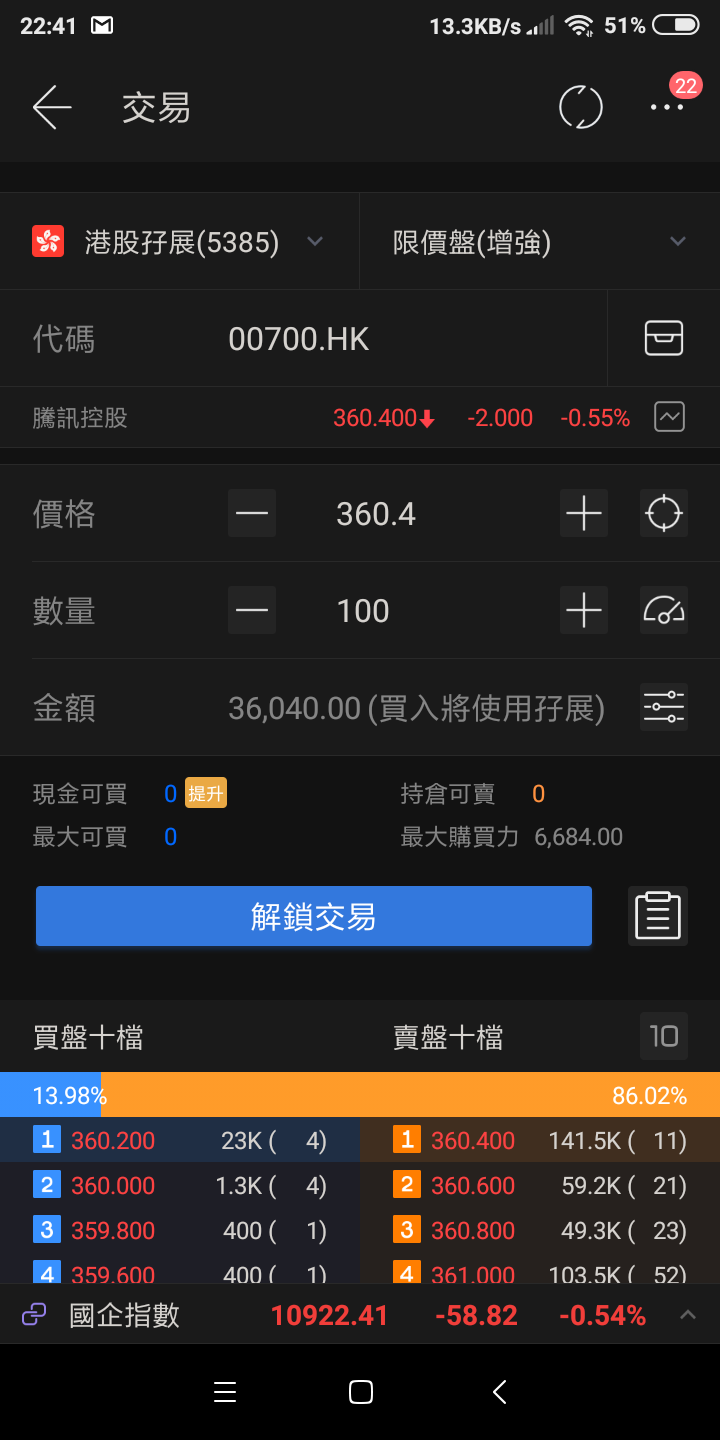 22:41 13.3KB/s 51%
交易 22
港股孖展(5385) 限價盤(增強)
代碼 00700.HK
騰訊控股 360.400 -2.000 -0.55%
價格 360.4
數量 100
金額 36,040.00 (買入將使用孖展)
現金可買 0 提升 持倉可賣 0
最大可買 0 最大購買力 6,684.00
解鎖交易
買盤十檔 賣盤十檔 10
13.98% 86.02%
1 360.200 23K ( 4) 1 360.400 141.5K ( 11)
2 360.000 1.3K ( 4) 2 360.600 59.2K ( 21)
3 359.800 400 ( 1) 3 360.800 49.3K ( 23)
4 359.600 400 ( 1) 4 361.000 103.5K ( 52)
國企指數 10922.41 -58.82 -0.54%